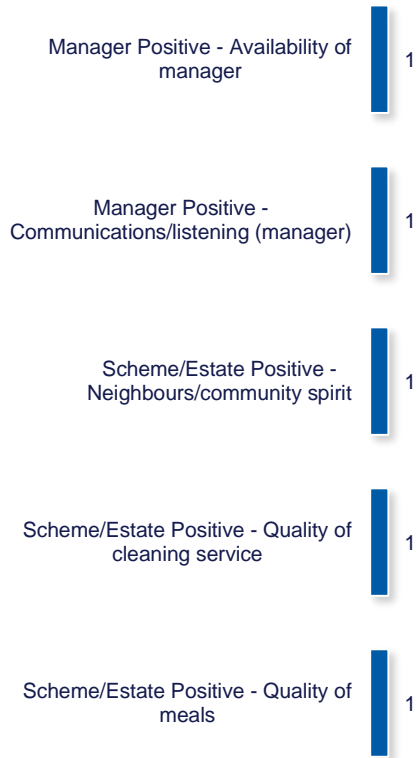 Manager Positive - Availability of
manager
1
Manager Positive -
Communications/listening (manager)
1
Scheme/Estate Positive -
Neighbours/community spirit
1
Scheme/Estate Positive - Quality of
cleaning service
1
Scheme/Estate Positive - Quality of
meals
1